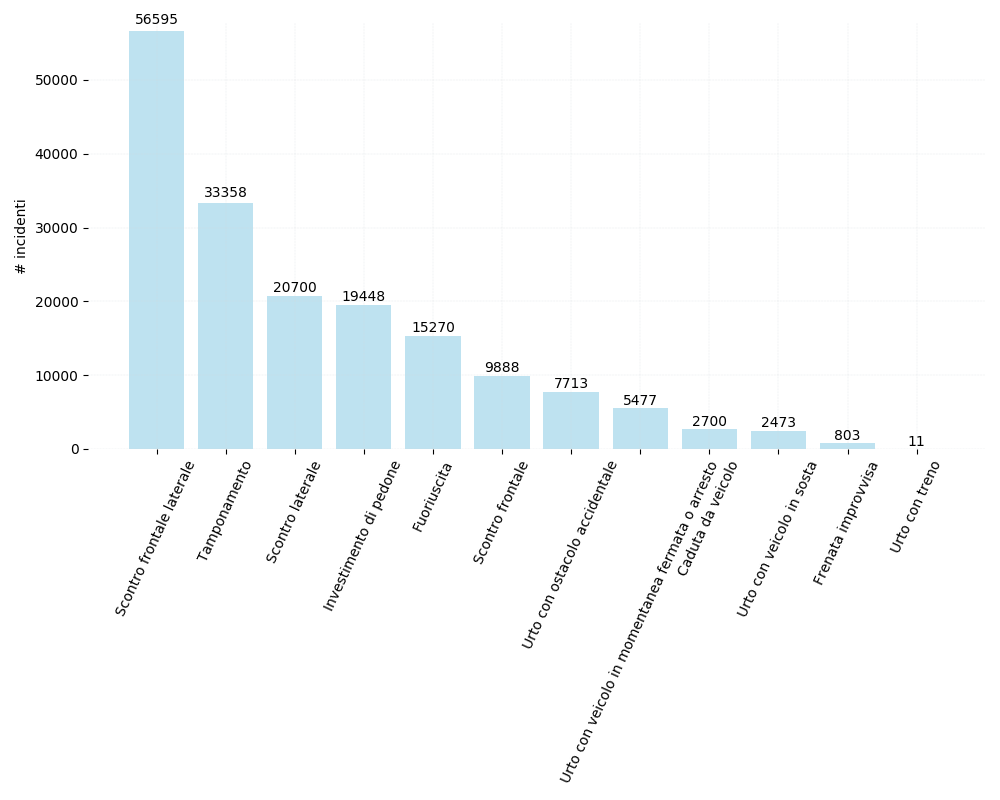 56595
33358
20700
19448
15270
9888
7713
5477
2700
2473
803
11
50000
40000
30000
20000
10000
0
# incidenti
Scontro frontale laterale
Tamponamento
Scontro laterale
Investimento di pedone
Fuoriuscita
Scontro frontale
Urto con ostacolo accidentale
Urto con veicolo in momentanea fermata o arresto
Caduta da veicolo
Urto con veicolo in sosta
Frenata improvvisa
Urto con treno